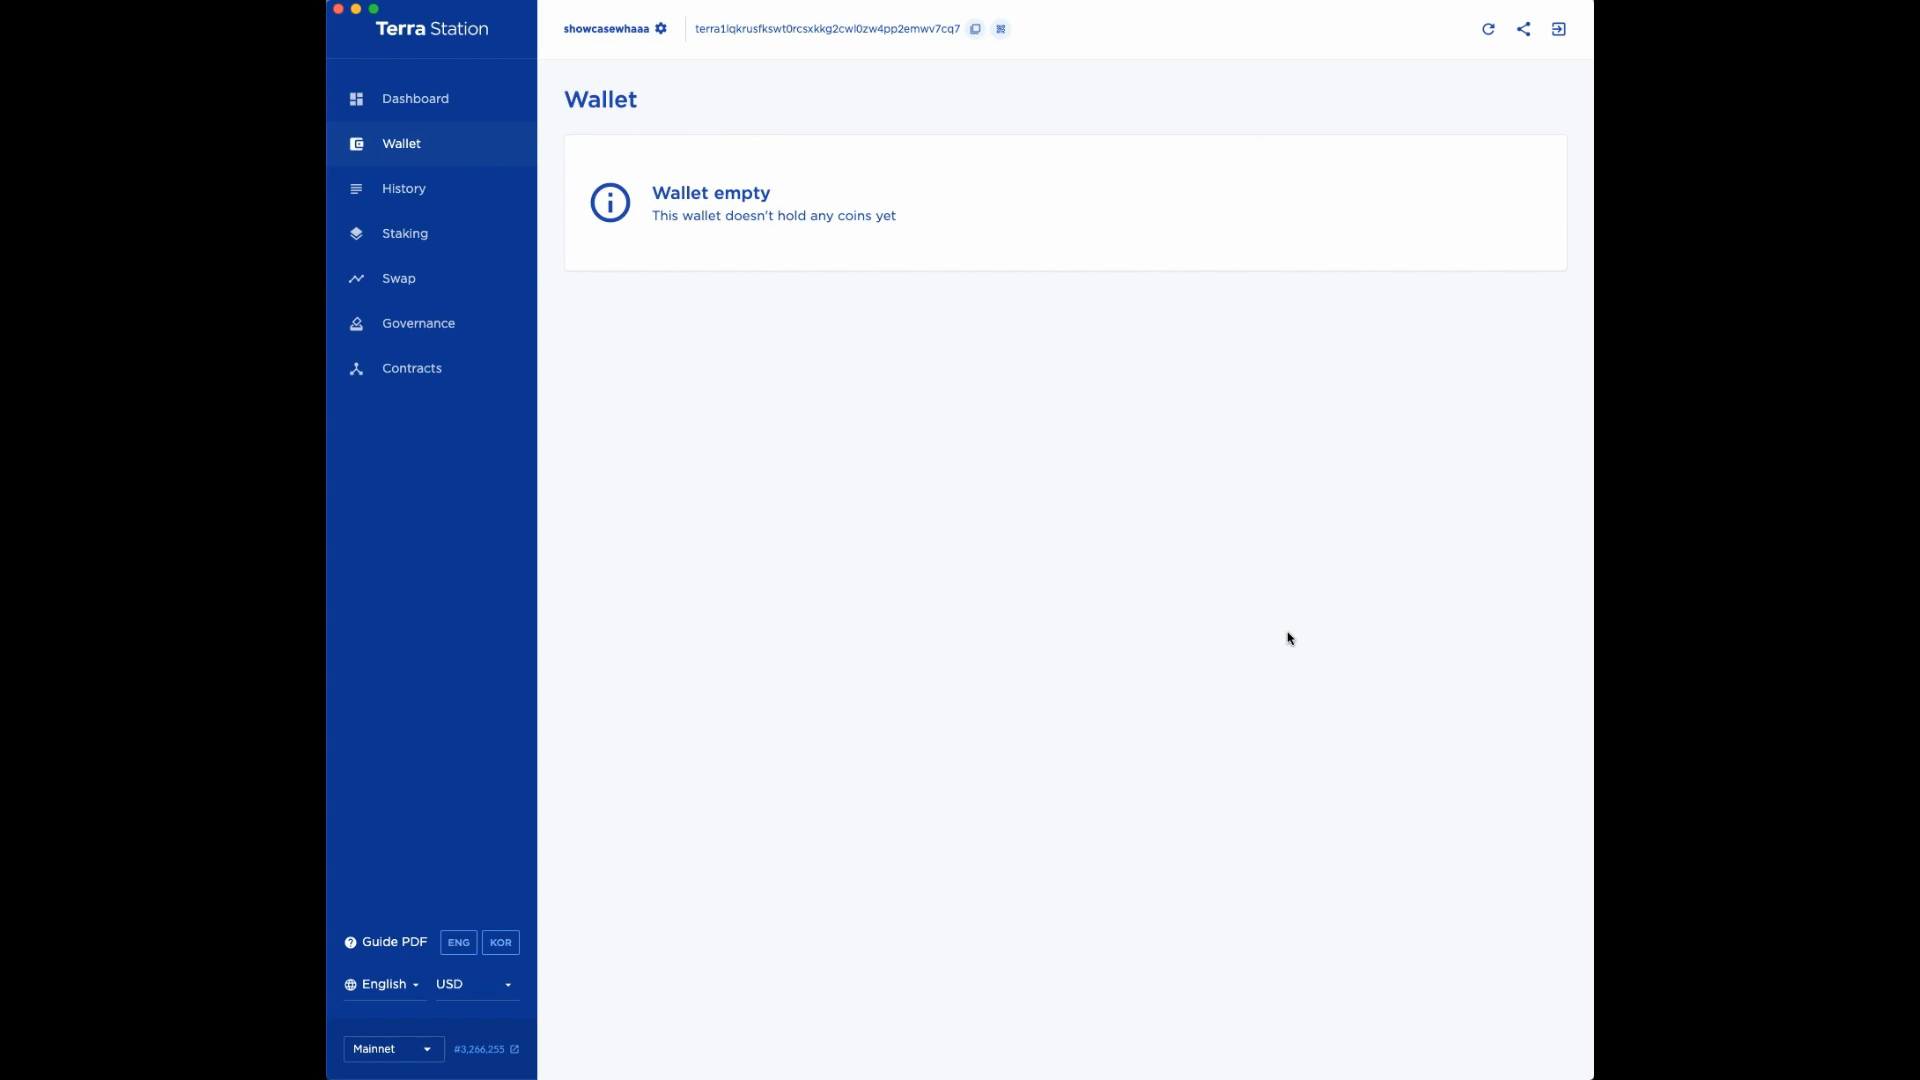 Terra Station
Dashboard
Wallet
History
Staking
Swap
Governance
Contracts
Guide PDF ENG KOR
English USD
Mainnet #3,266,255
showcasewhaaa terra1lqkrusfkswt0rcsxkkg2cwl0zw4pp2emwv7cq7
Wallet
Wallet empty
This wallet doesn't hold any coins yet